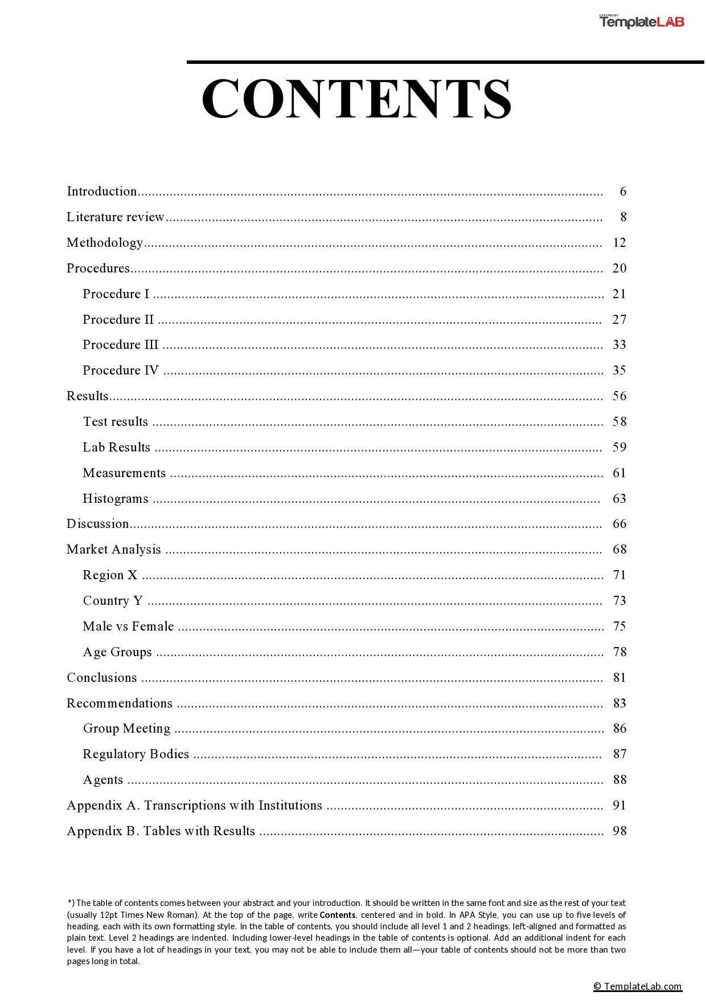 CREATED BY
TemplateLAB
CONTENTS
Introduction.................................................................................................................................... 6
Literature review............................................................................................................................ 8
Methodology.................................................................................................................................. 12
Procedures...................................................................................................................................... 20
Procedure I ................................................................................................................................ 21
Procedure II ............................................................................................................................... 27
Procedure III .............................................................................................................................. 33
Procedure IV .............................................................................................................................. 35
Results............................................................................................................................................ 56
Test results ................................................................................................................................. 58
Lab Results ................................................................................................................................ 59
Measurements ............................................................................................................................ 61
Histograms ................................................................................................................................ 63
Discussion...................................................................................................................................... 66
Market Analysis ............................................................................................................................ 68
Region X .................................................................................................................................... 71
Country Y .................................................................................................................................. 73
Male vs Female .......................................................................................................................... 75
Age Groups ................................................................................................................................ 78
Conclusions ................................................................................................................................... 81
Recommendations ......................................................................................................................... 83
Group Meeting ........................................................................................................................... 86
Regulatory Bodies ...................................................................................................................... 87
Agents ........................................................................................................................................ 88
Appendix A. Transcriptions with Institutions ............................................................................... 91
Appendix B. Tables with Results .................................................................................................. 98
*) The table of contents comes between your abstract and your introduction. It should be written in the same font and size as the rest of your text
(usually 12pt Times New Roman). At the top of the page, write Contents, centered and in bold. In APA Style, you can use up to five levels of
heading, each with its own formatting style. In the table of contents, you should include all level 1 and 2 headings, left-aligned and formatted as
plain text. Level 2 headings are indented. Including lower-level headings in the table of contents is optional. Add an additional indent for each
level. If you have a lot of headings in your text, you may not be able to include them all—your table of contents should not be more than two
pages long in total.
© TemplateLab.com